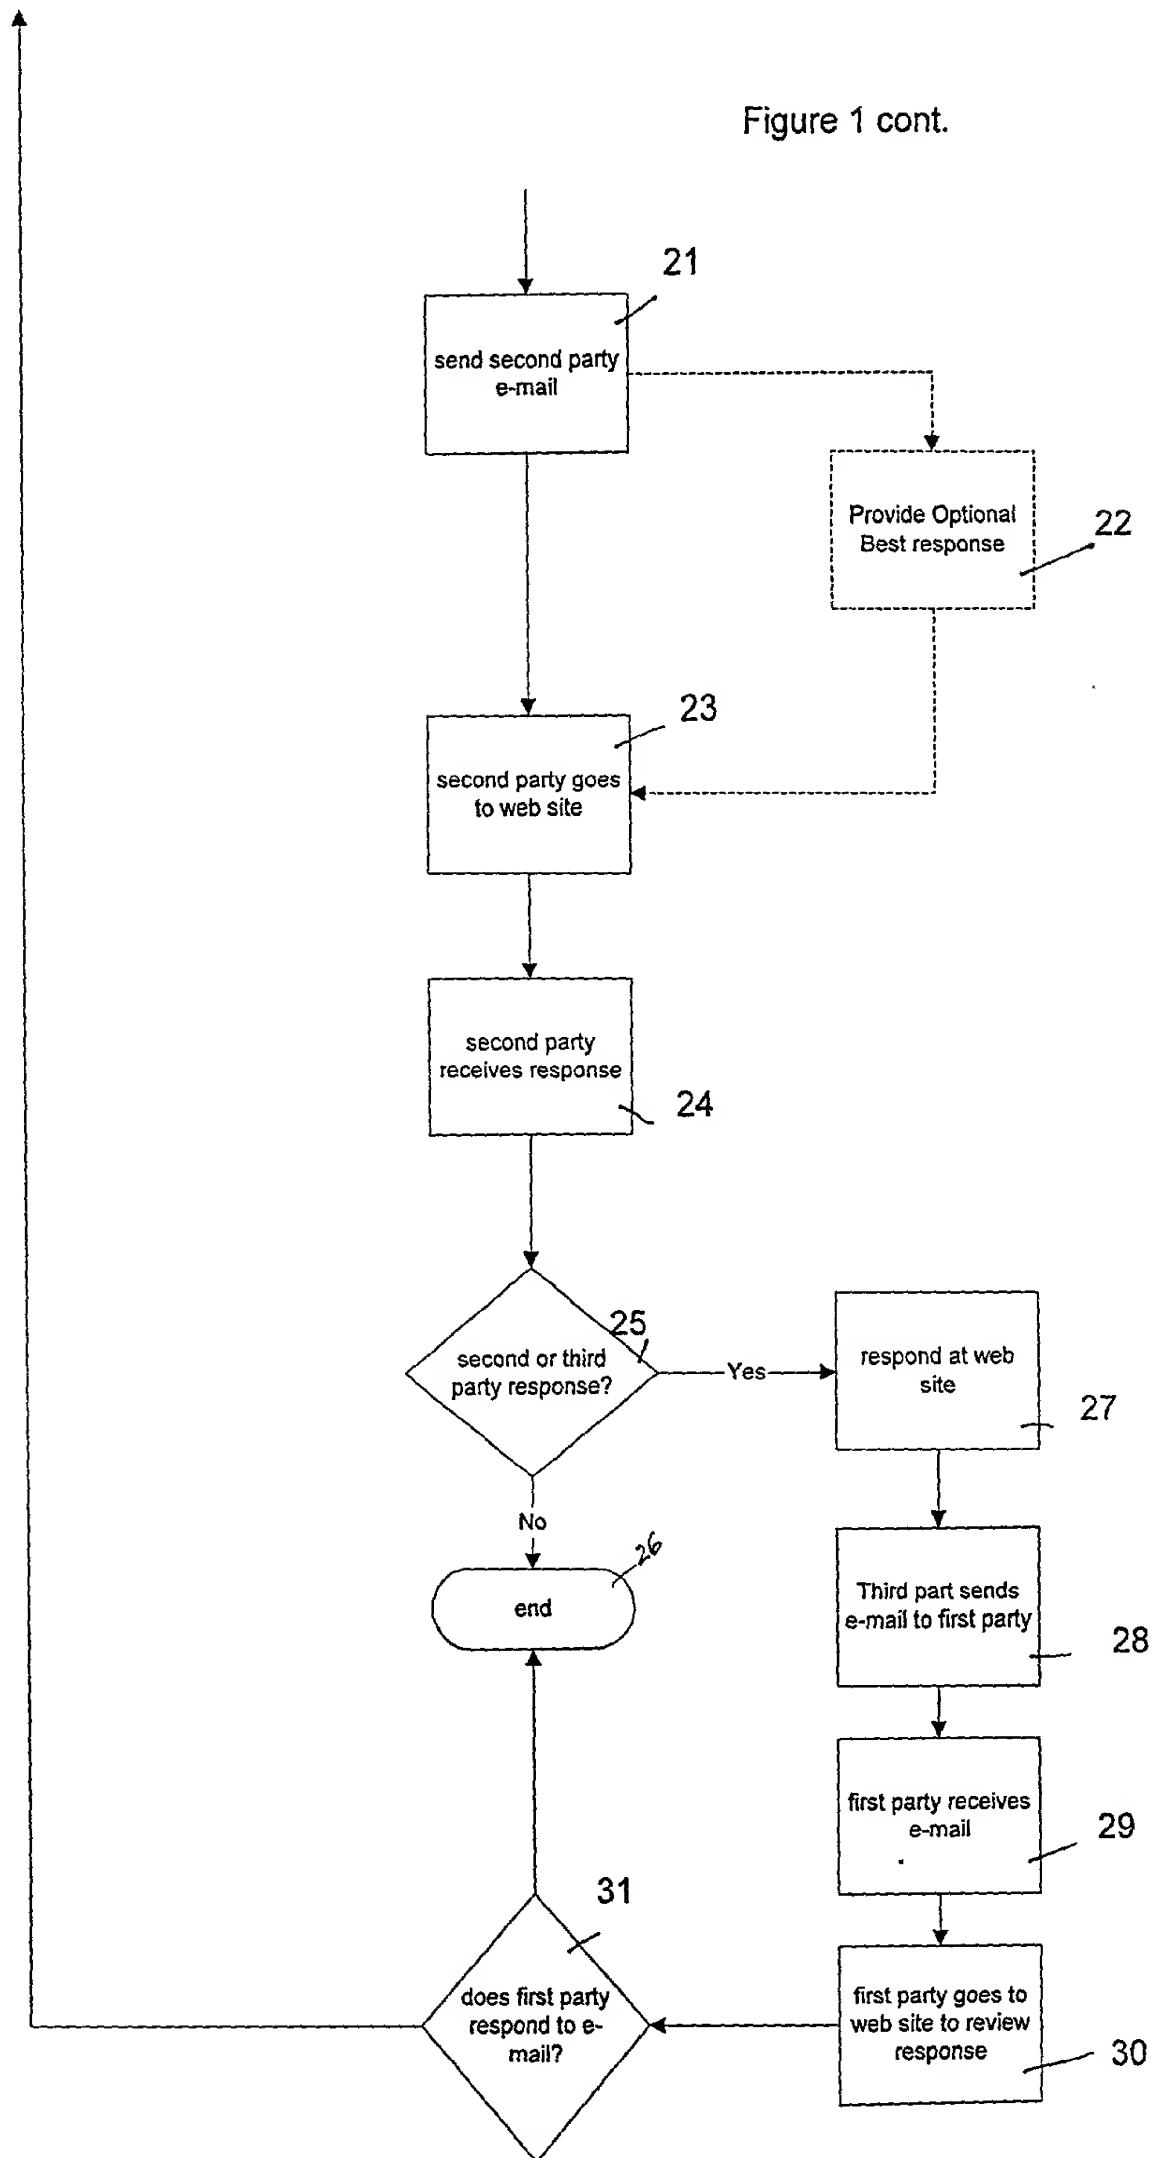 Figure 1 cont.
21
send second party
e-mail
Provide Optional
Best response
22
23
second party goes
to web site
second party
receives response
24
25
second or third
party response?
Yes
respond at web
site
27
No
26
end
Third part sends
e-mail to first party
28
first party receives
e-mail
29
31
does first party
respond to e-
mail?
first party goes to
web site to review
response
30